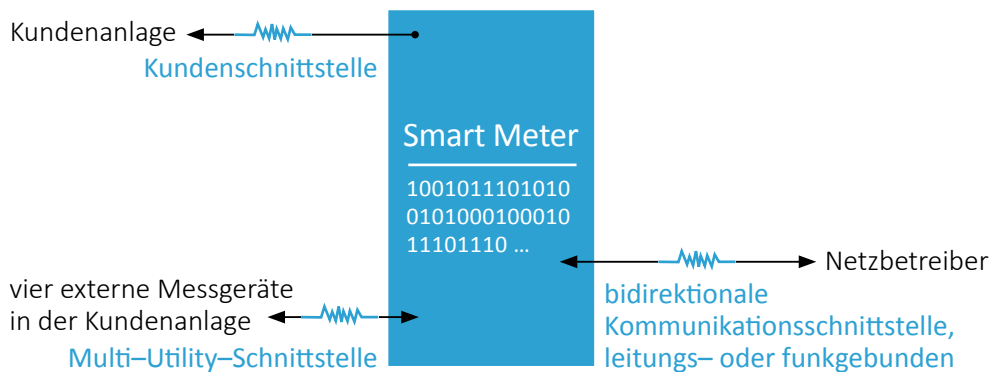 Kundenanlage
Kundenschnittstelle
Smart Meter
1001011101010
0101000100010
11101110 ...
vier externe Messgeräte
in der Kundenanlage
Multi–Utility–Schnittstelle
Netzbetreiber
bidirektionale
Kommunikationsschnittstelle,
leitungs– oder funkgebunden